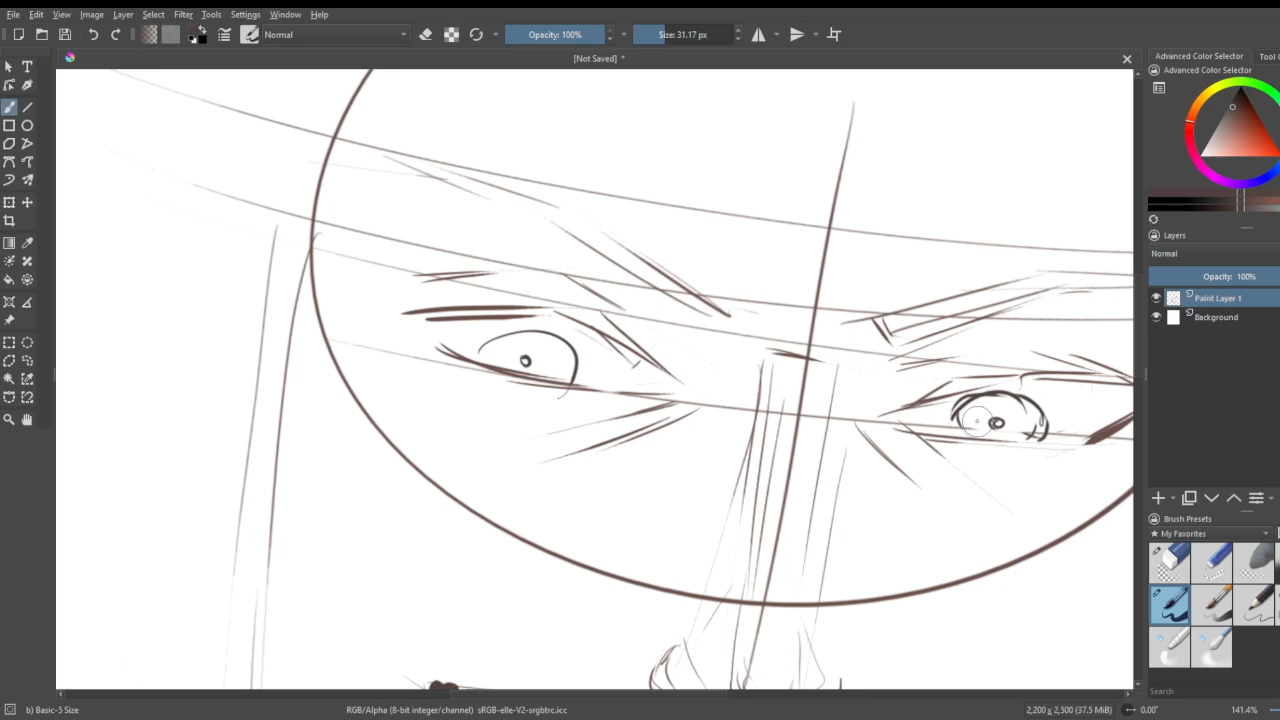 File Edit View Image Layer Select Filter Tools Settings Window Help
Normal Opacity: 100% Size: 31.17 px
[Not Saved] *
Advanced Color Selector Tool
Advanced Color Selector
Layers
Normal
Opacity: 100%
Paint Layer 1
Background
Brush Presets
★ My Favorites
Search
b) Basic-5 Size RGB/Alpha (8-bit integer/channel) sRGB-elle-V2-srgbtrc.icc 2,200 x 2,500 (37.5 MiB) 0.00° 141.4%